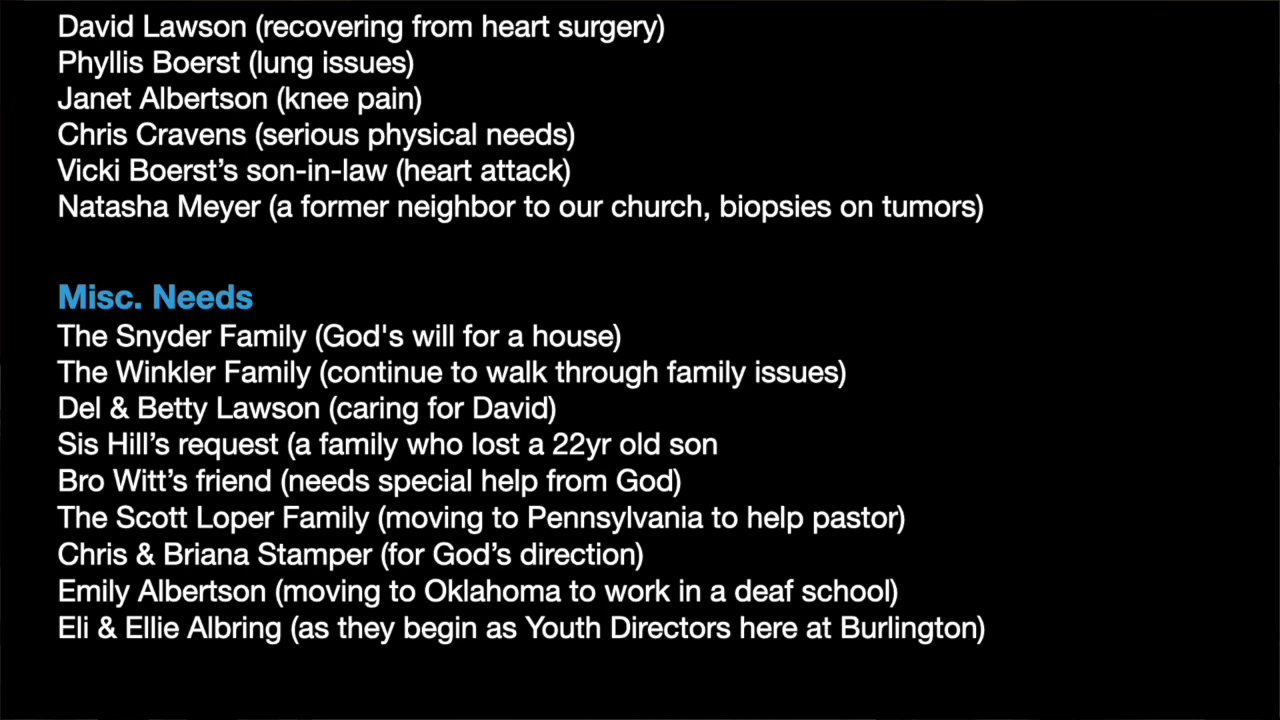 David Lawson (recovering from heart surgery)
Phyllis Boerst (lung issues)
Janet Albertson (knee pain)
Chris Cravens (serious physical needs)
Vicki Boerst’s son-in-law (heart attack)
Natasha Meyer (a former neighbor to our church, biopsies on tumors)
Misc. Needs
The Snyder Family (God's will for a house)
The Winkler Family (continue to walk through family issues)
Del & Betty Lawson (caring for David)
Sis Hill’s request (a family who lost a 22yr old son
Bro Witt’s friend (needs special help from God)
The Scott Loper Family (moving to Pennsylvania to help pastor)
Chris & Briana Stamper (for God’s direction)
Emily Albertson (moving to Oklahoma to work in a deaf school)
Eli & Ellie Albring (as they begin as Youth Directors here at Burlington)